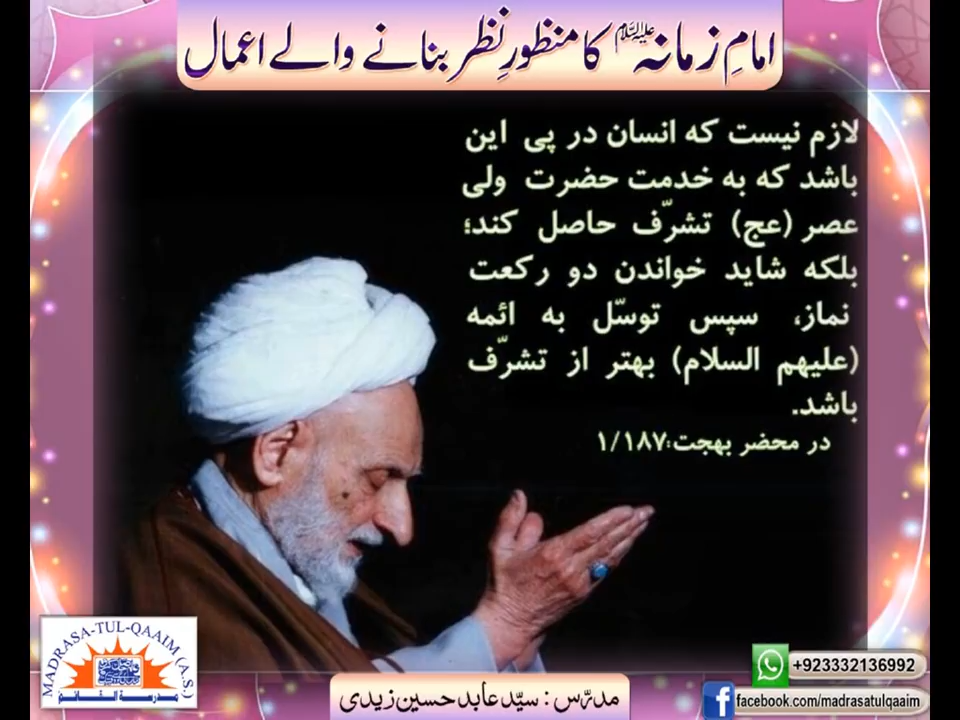 امامِ زمانہ علیہ السلام کا منظورِ نظر بنانے والے اعمال
لازم نیست که انسان در پی این
باشد که به خدمت حضرت ولی
عصر (عج) تشرّف حاصل کند؛
بلکه شاید خواندن دو رکعت
نماز، سپس توسّل به ائمه
(علیهم السلام) بهتر از تشرّف
باشد.
در محضر بهجت:۱/۱۸۷
MADRASA-TUL-QAAIM (A.S.)
مدرسة القائم
مدرّس : سیّد عابد حسین زیدی
+923332136992
facebook.com/madrasatulqaaim